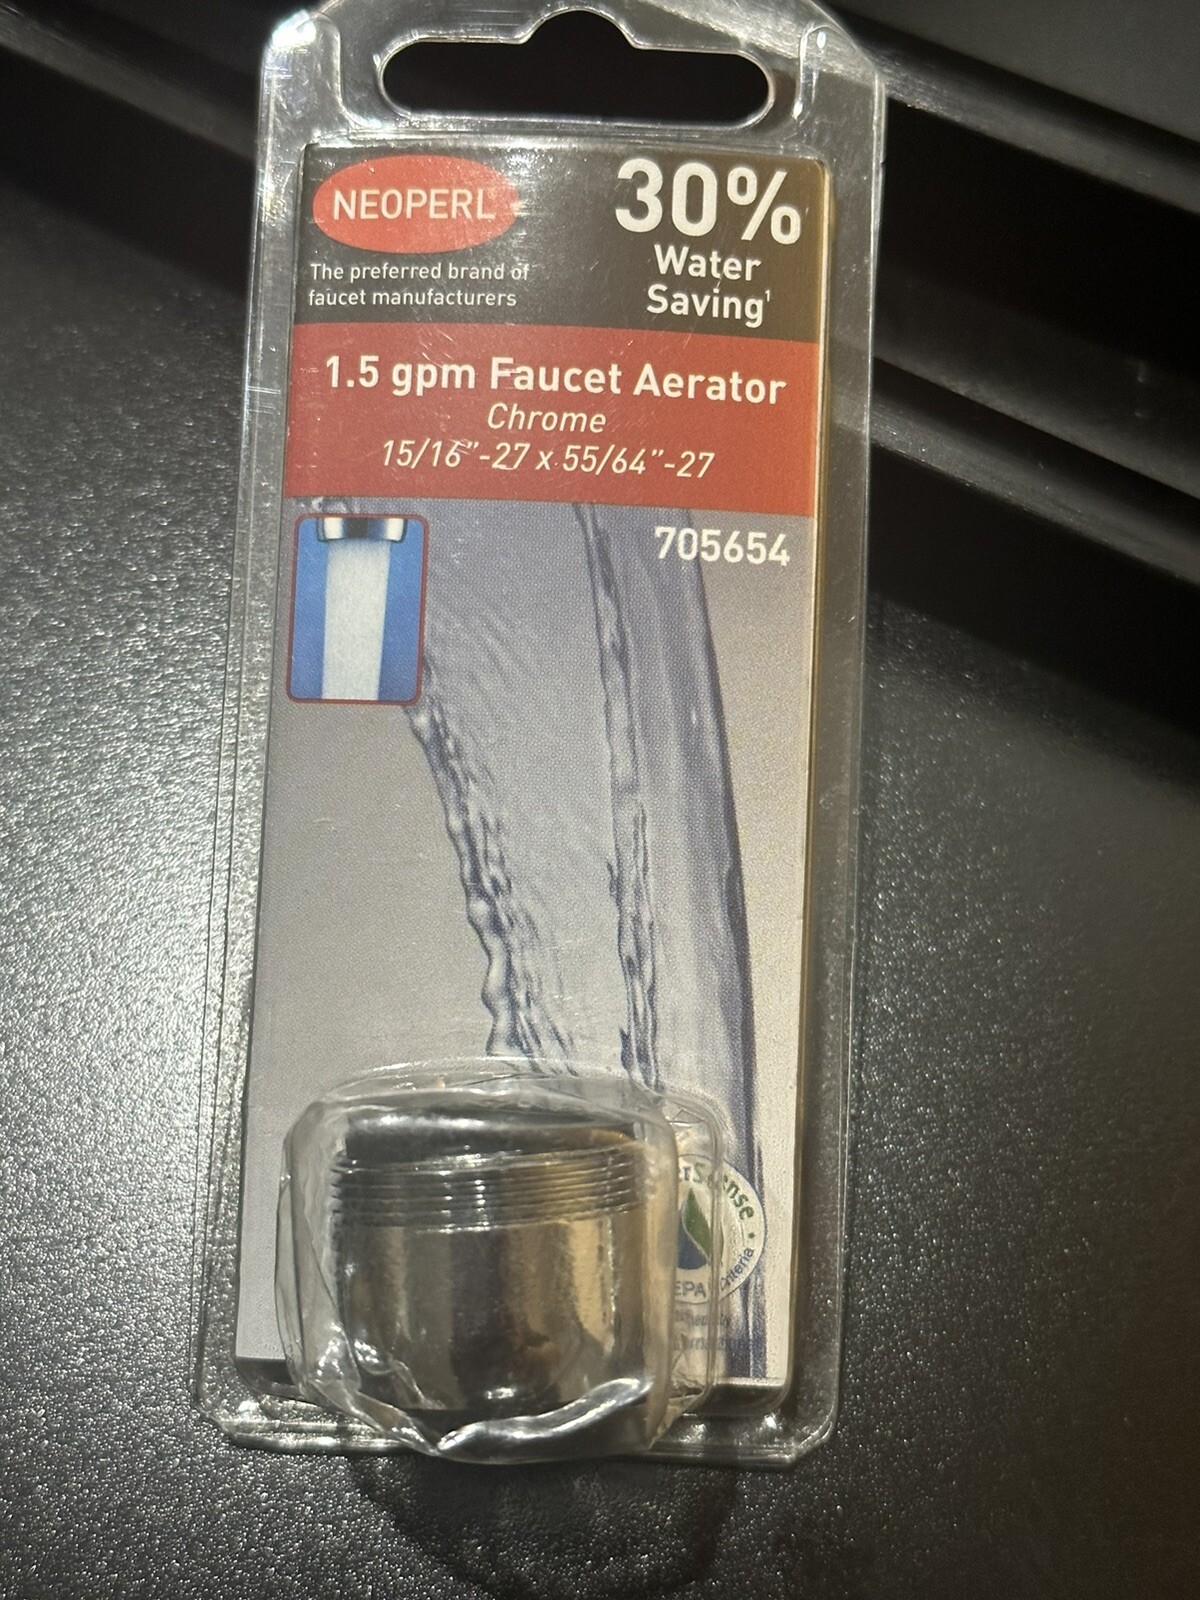 NEOPERL
The preferred brand of
faucet manufacturers
30%
Water
Saving¹
1.5 gpm Faucet Aerator
Chrome
15/16"-27 x 55/64"-27
705654
EPA